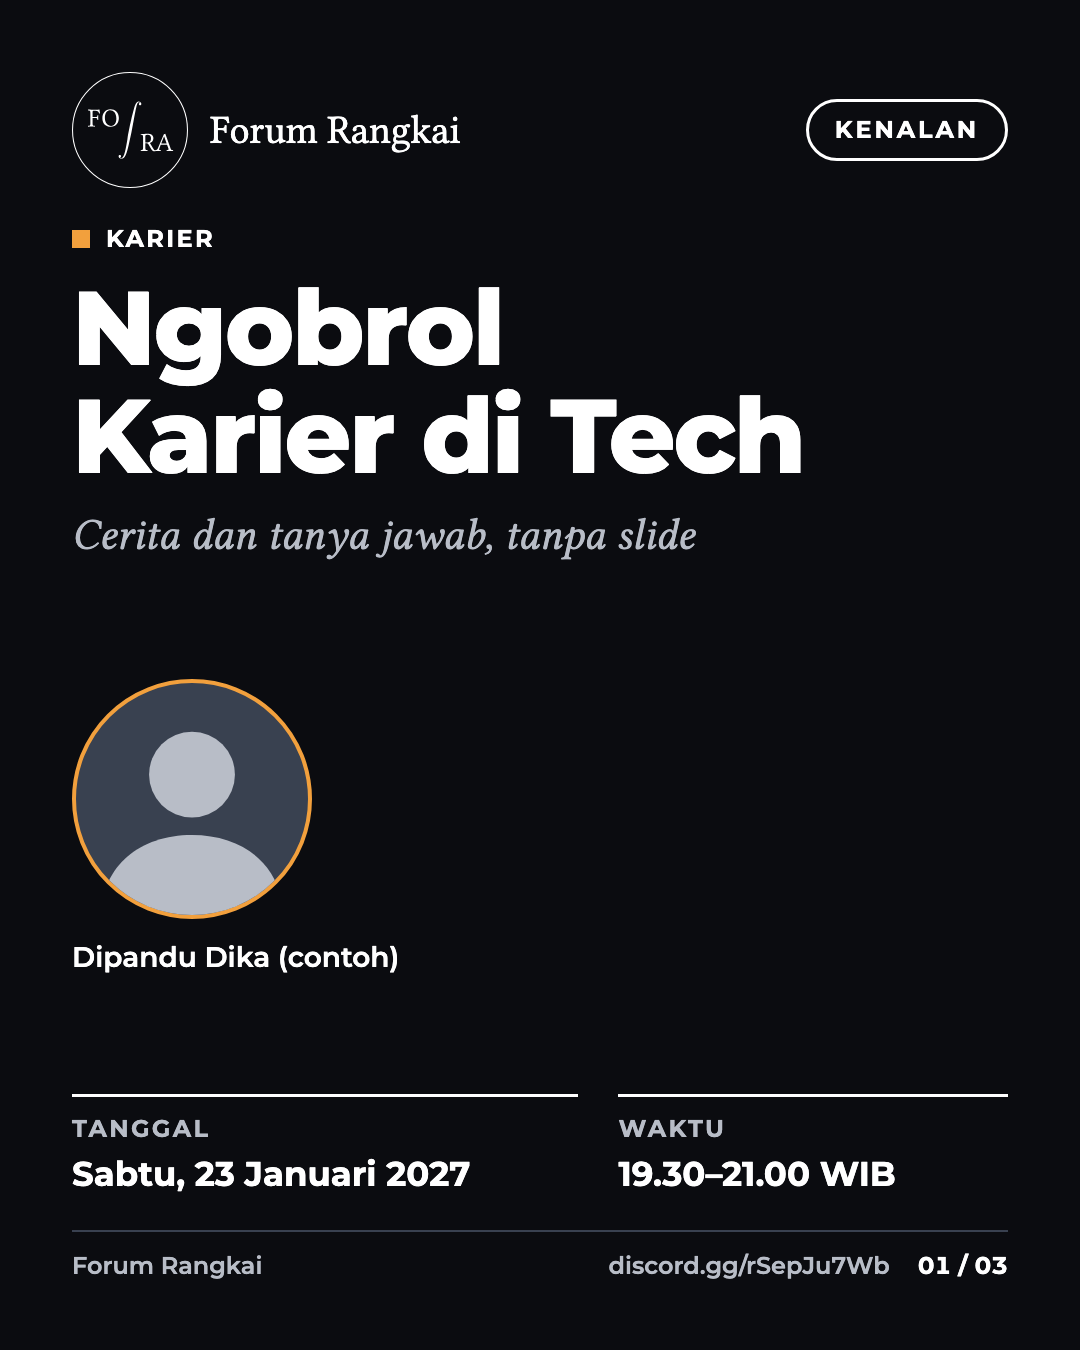 FO
RA
Forum Rangkai
KENALAN
KARIER
Ngobrol
Karier di Tech
Cerita dan tanya jawab, tanpa slide
Dipandu Dika (contoh)
TANGGAL
Sabtu, 23 Januari 2027
WAKTU
19.30–21.00 WIB
Forum Rangkai
discord.gg/rSepJu7Wb
01 / 03